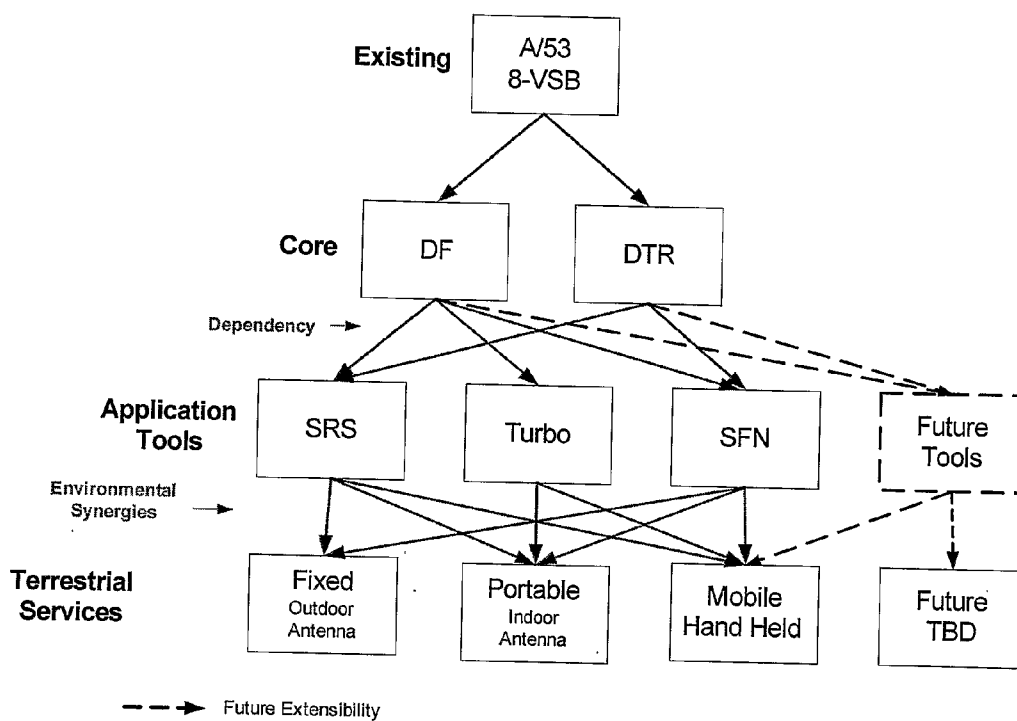 Existing
A/53
8-VSB
Core
DF
DTR
Dependency
Application
Tools
SRS
Turbo
SFN
Future
Tools
Environmental
Synergies
Terrestrial
Services
Fixed
Outdoor
Antenna
Portable
Indoor
Antenna
Mobile
Hand Held
Future
TBD
Future Extensibility